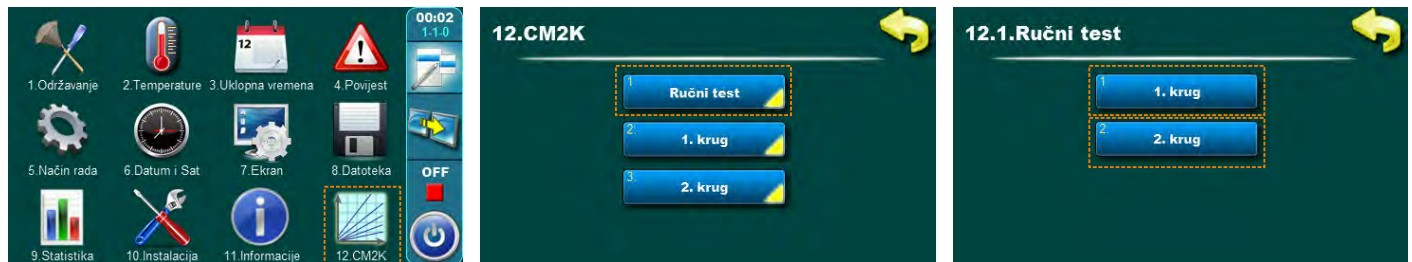 00:02
1-1-0
12
1.Održavanje
2.Temperature
3.Uklopna vremena
4.Povijest
5.Način rada
6.Datum i Sat
7.Ekran
8.Datoteka
OFF
9.Statistika
10.Instalacija
11.Informacije
12.CM2K
12.CM2K
1
Ručni test
2.
1. krug
3.
2. krug
12.1.Ručni test
1
1. krug
2.
2. krug